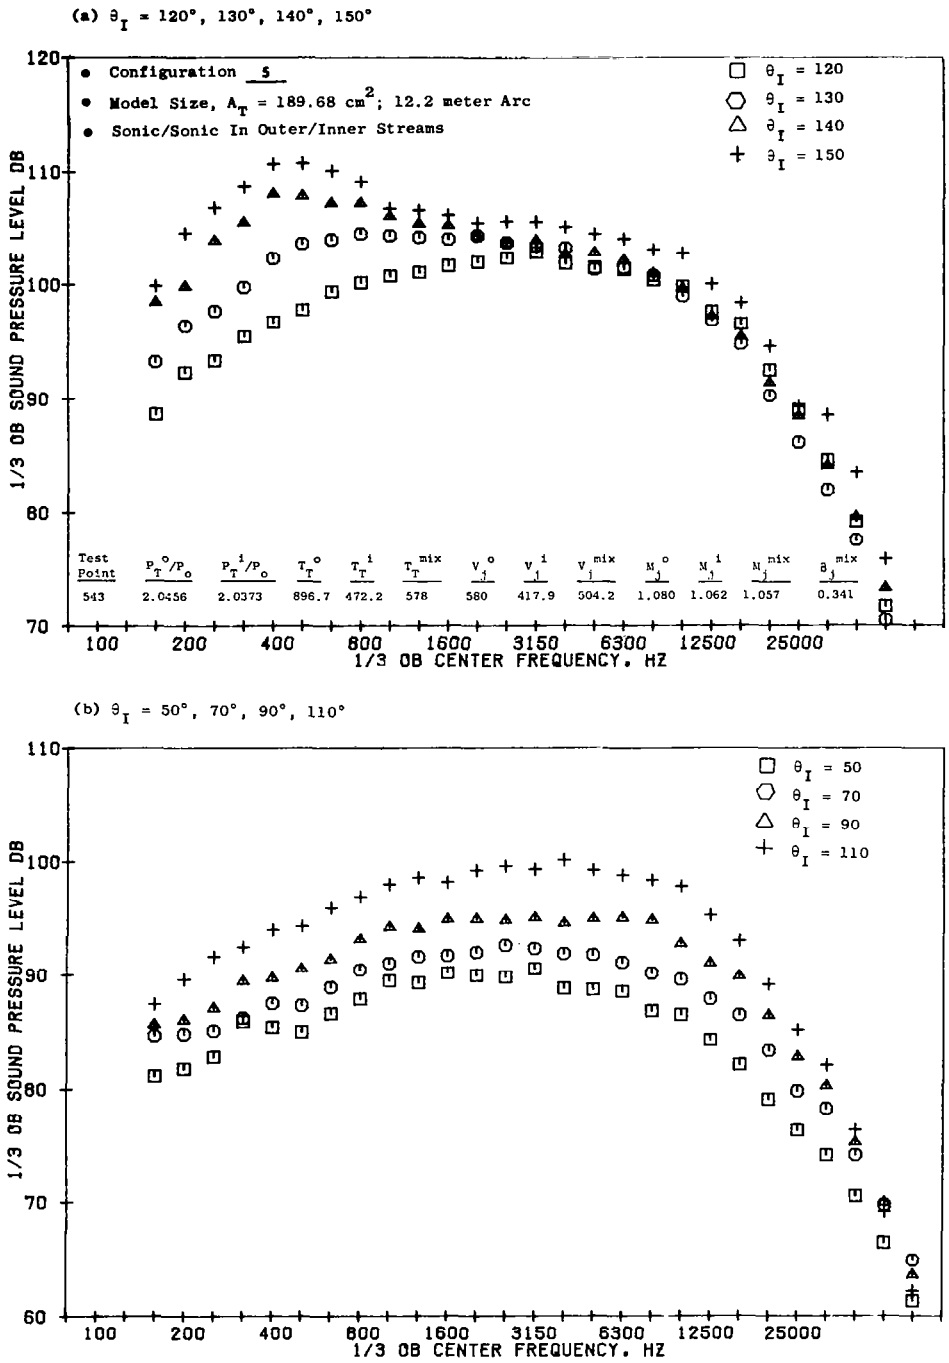 (a) θI = 120°, 130°, 140°, 150°
120
110
100
90
80
70
1/3 OB SOUND PRESSURE LEVEL DB
• Configuration 5
• Model Size, AT = 189.68 cm2; 12.2 meter Arc
• Sonic/Sonic In Outer/Inner Streams
θI = 120
θI = 130
θI = 140
θI = 150
Test Point PTo/Po PTi/Po TTo TTi TTmix Vjo Vji Vjmix Mjo Mji Mjmix βjmix
543 2.0456 2.0373 896.7 472.2 578 580 417.9 504.2 1.080 1.062 1.057 0.341
100 200 400 800 1600 3150 6300 12500 25000
1/3 OB CENTER FREQUENCY. HZ
(b) θI = 50°, 70°, 90°, 110°
110
100
90
80
70
60
1/3 OB SOUND PRESSURE LEVEL DB
θI = 50
θI = 70
θI = 90
θI = 110
100 200 400 800 1600 3150 6300 12500 25000
1/3 OB CENTER FREQUENCY. HZ